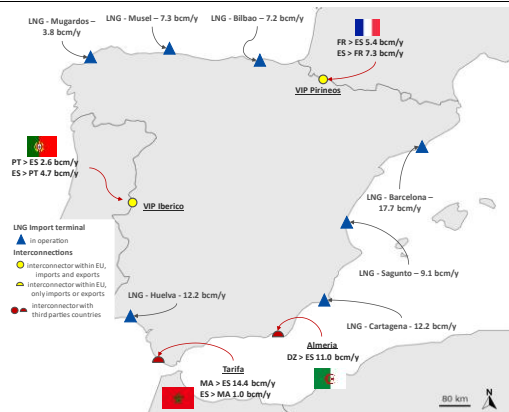 LNG - Mugardos –
3.8 bcm/y
LNG - Musel – 7.3 bcm/y
LNG - Bilbao – 7.2 bcm/y
FR > ES 5.4 bcm/y
ES > FR 7.3 bcm/y
VIP Pirineos
PT > ES 2.6 bcm/y
ES > PT 4.7 bcm/y
VIP Iberico
LNG - Barcelona –
17.7 bcm/y
LNG Import terminal
in operation
Interconnections
interconnector within EU,
imports and exports
interconnector within EU,
only imports or exports
interconnector with
third parties countries
LNG - Sagunto – 9.1 bcm/y
LNG - Huelva - 12.2 bcm/y
LNG - Cartagena - 12.2 bcm/y
Almeria
DZ > ES 11.0 bcm/y
Tarifa
MA > ES 14.4 bcm/y
ES > MA 1.0 bcm/y
80 km
N